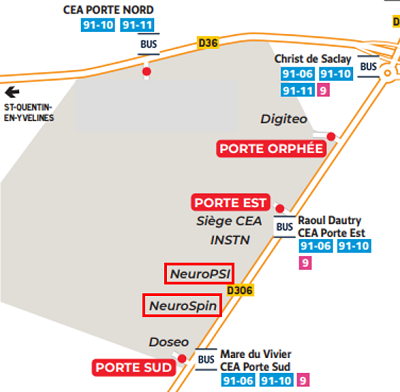 CEA PORTE NORD
91-10 91-11
BUS
D36
D
Christ de Saclay
91-06 91-10
BUS
91-11 9
ST-QUENTIN-
EN-YVELINES
Digiteo
PORTE ORPHÉE
PORTE EST
Siège CEA
INSTN
BUS
Raoul Dautry
CEA Porte Est
91-06 91-10
9
NeuroPSI
D306
NeuroSpin
Doseo
PORTE SUD
BUS
Mare du Vivier
CEA Porte Sud
91-06 91-10 9